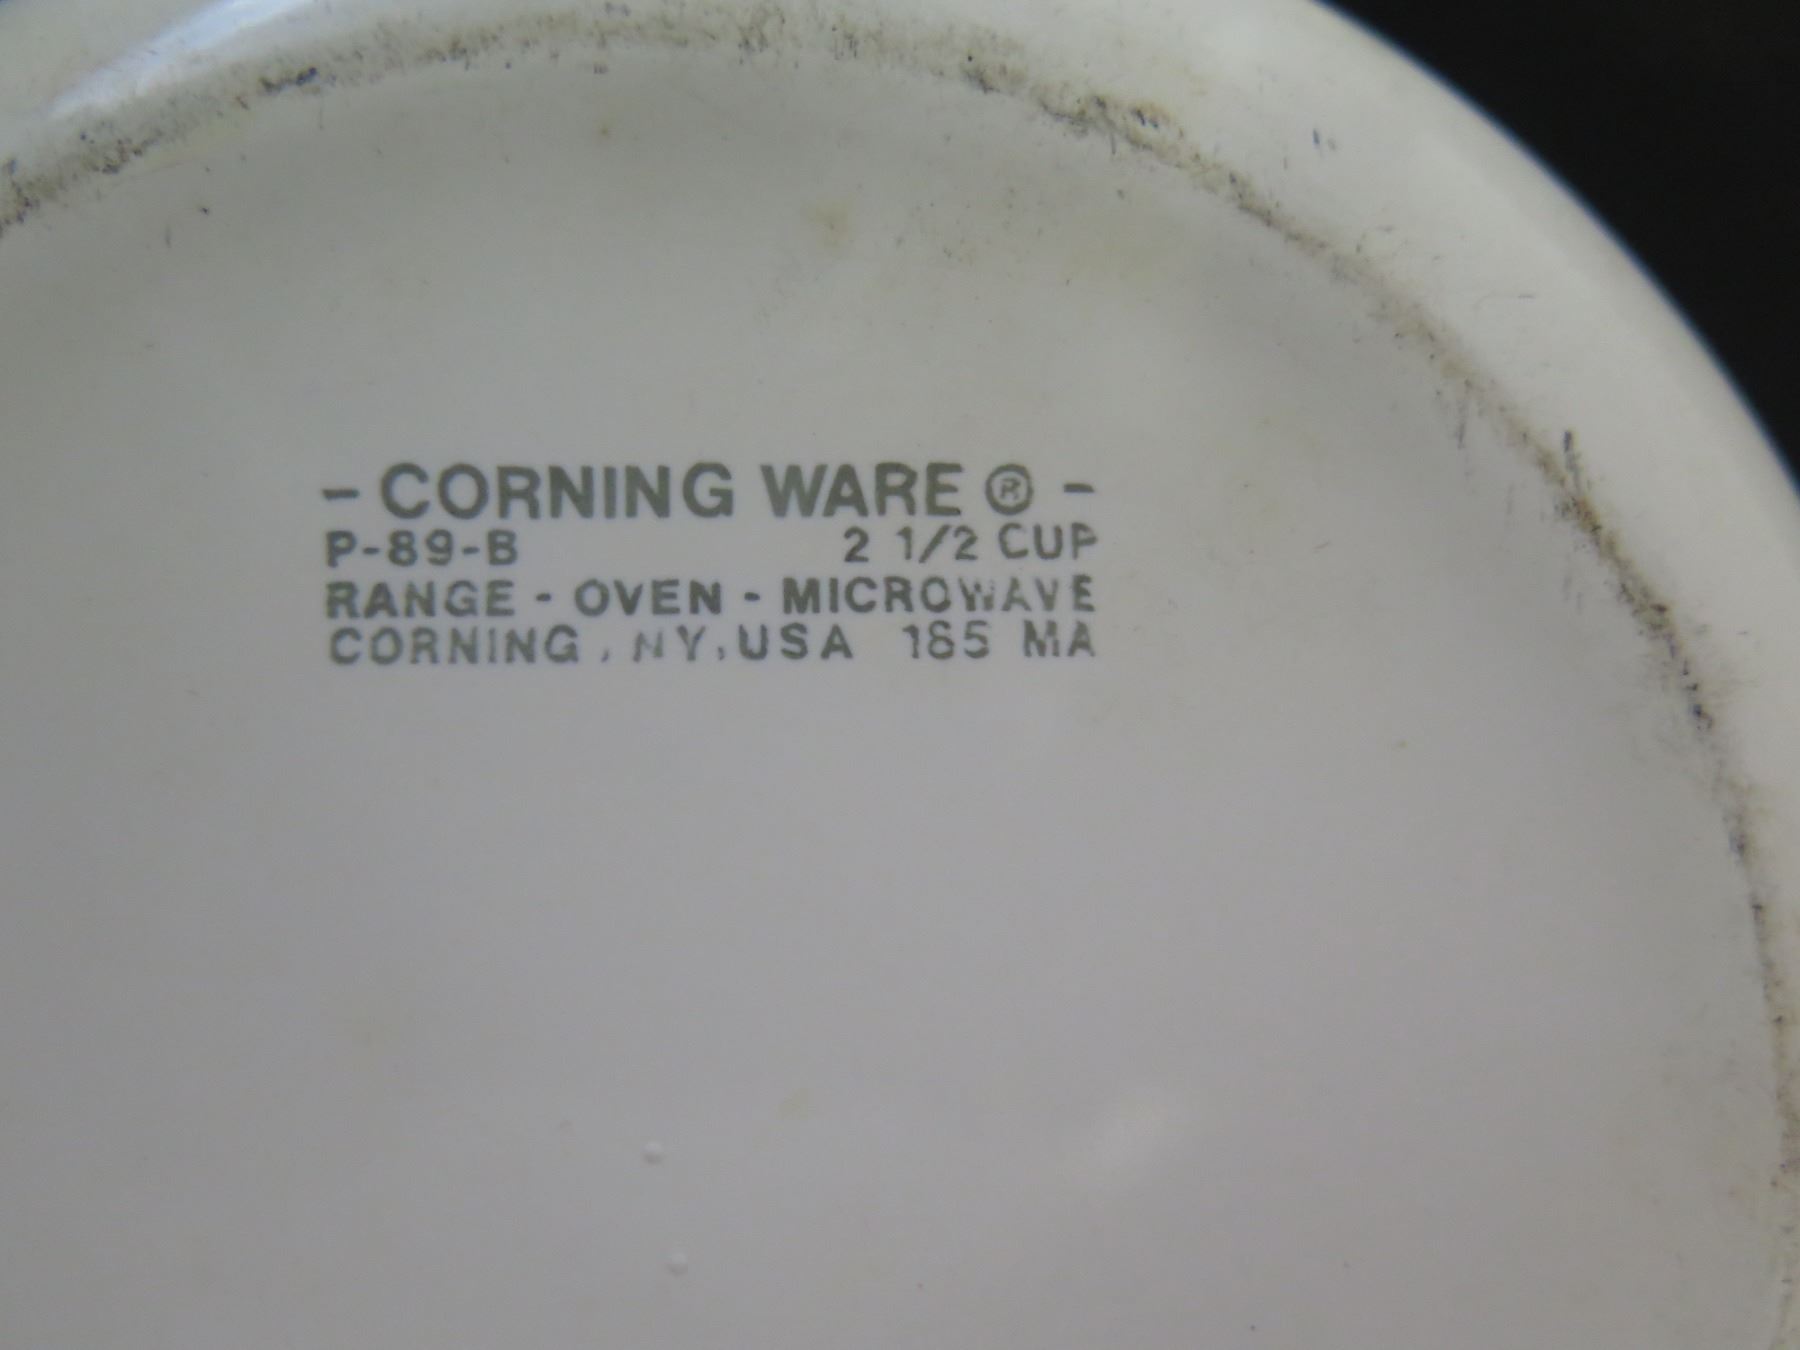 - CORNING WARE ® -
P-89-B 2 1/2 CUP
RANGE - OVEN - MICROWAVE
CORNING, NY, USA 185 MA